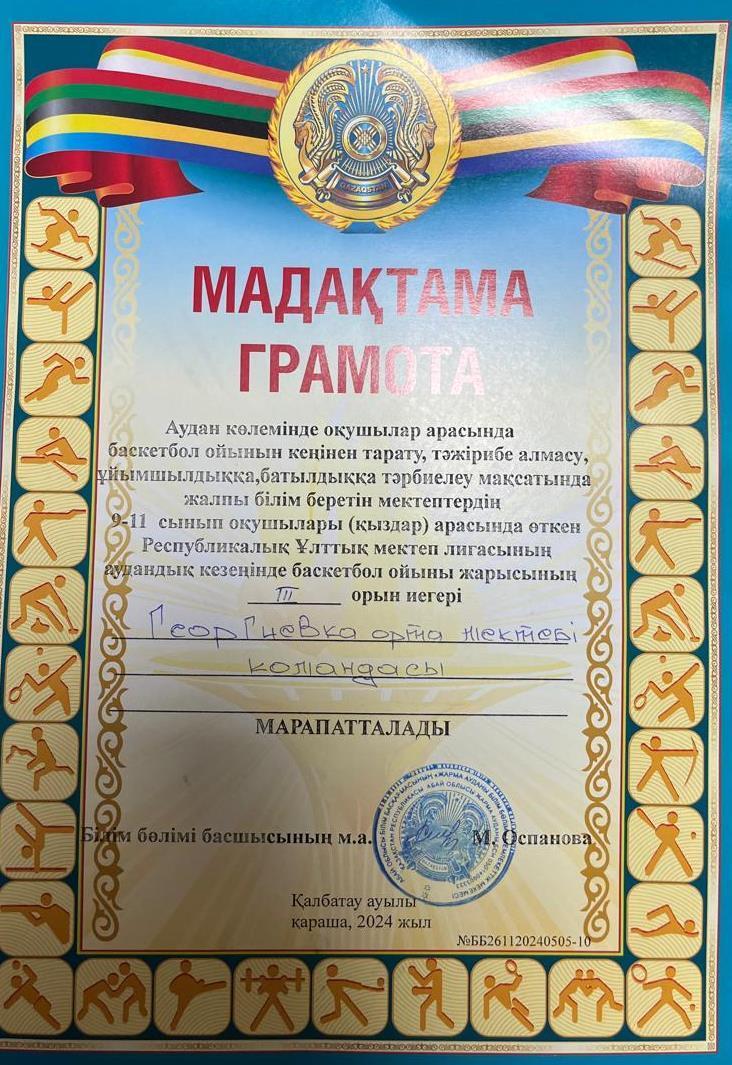 QAZAQSTAN
МАДАҚТАМА
ГРАМОТА
Аудан көлемінде оқушылар арасында
баскетбол ойынын кеңінен тарату, тәжірибе алмасу,
ұйымшылдыққа,батылдыққа тәрбиелеу мақсатында
жалпы білім беретін мектептердің
9-11 сынып оқушылары (қыздар) арасында өткен
Республикалық Ұлттық мектеп лигасының
аудандық кезеңінде баскетбол ойыны жарысының
III орын иегері
Георгиевка орта мектебі
командасы
МАРАПАТТАЛАДЫ
Білім бөлімі басшысының м.а. М. Оспанова
Қалбатау ауылы
қараша, 2024 жыл
№ББ261120240505-10